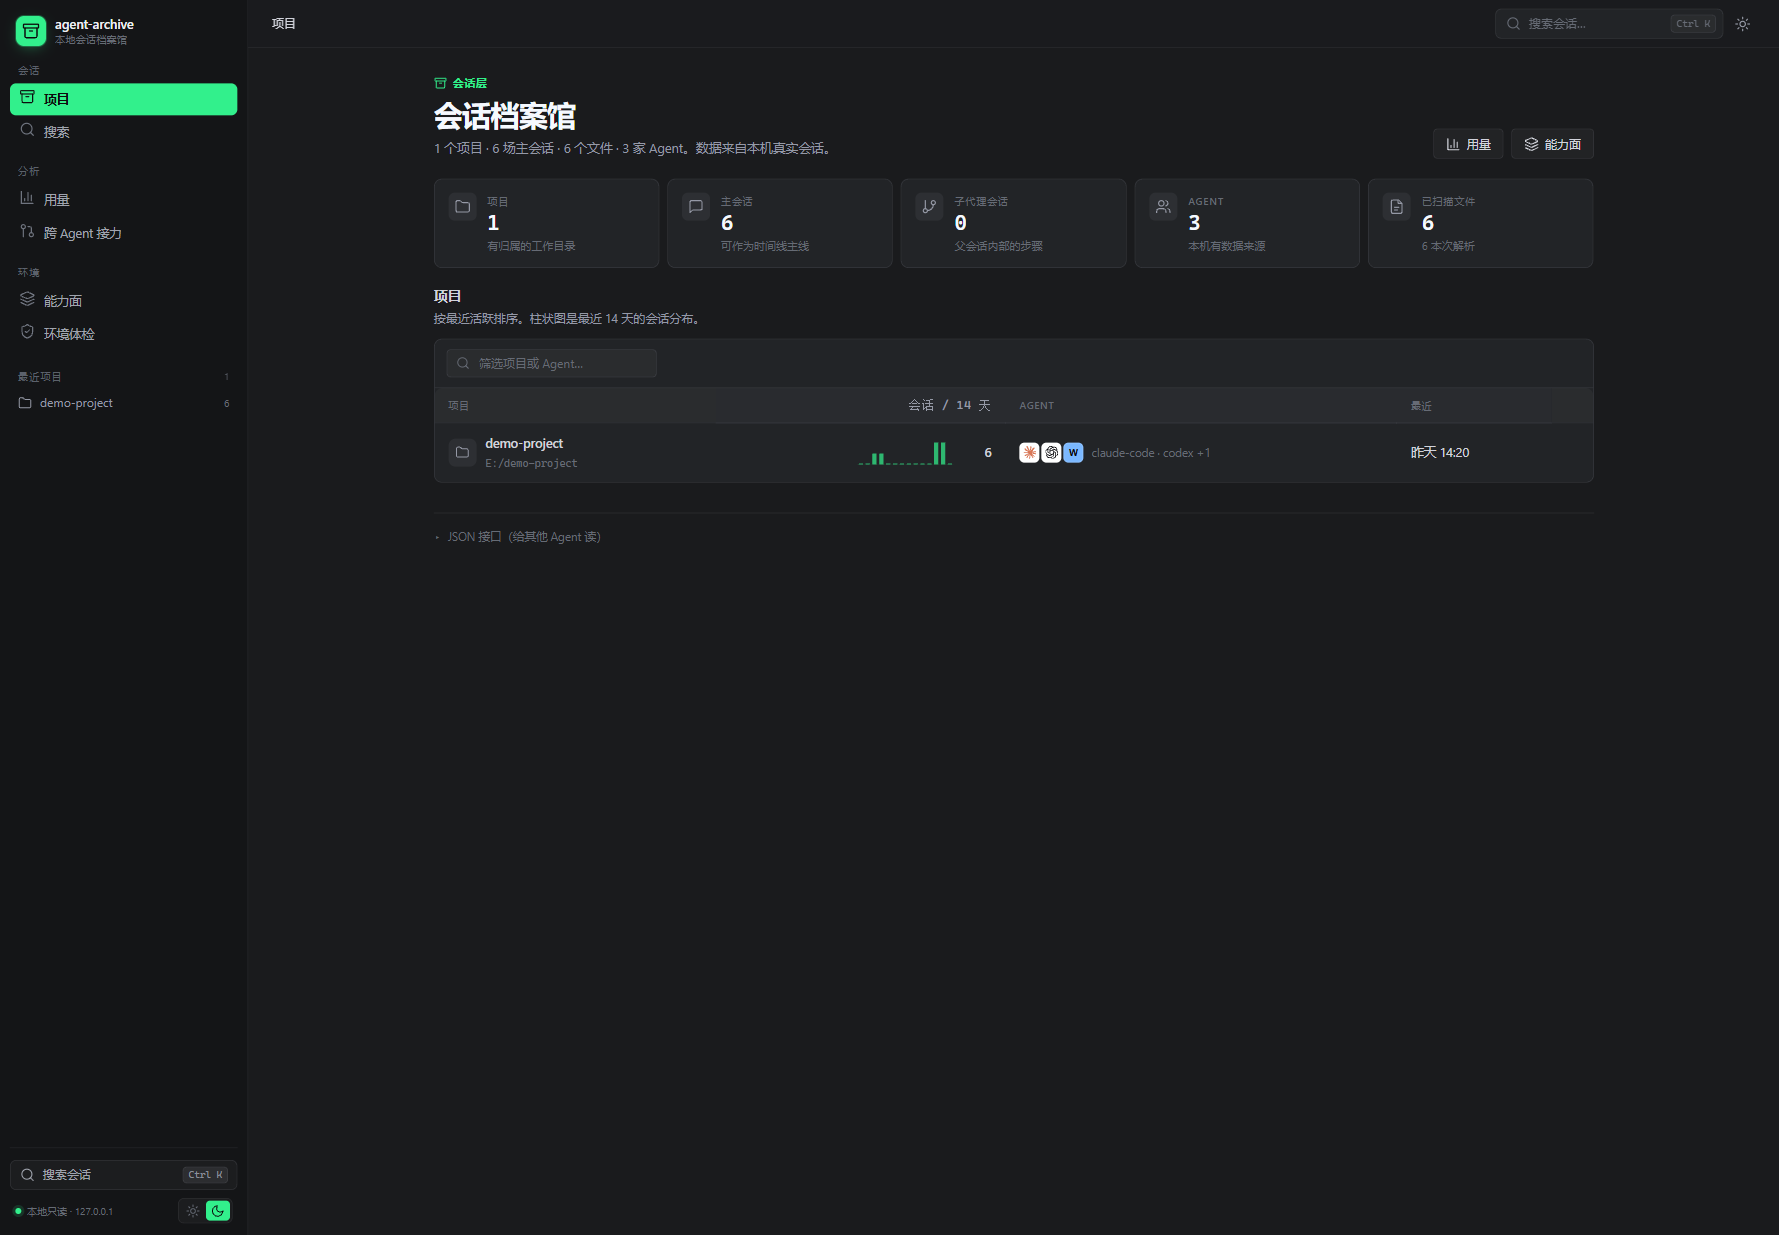 agent-archive
本地会话档案馆
会话
项目
搜索
分析
用量
跨 Agent 接力
环境
能力面
环境体检
最近项目 1
demo-project 6
搜索会话 Ctrl K
本地只读 · 127.0.0.1
项目
搜索会话... Ctrl K
会话层
会话档案馆
1 个项目 · 6 场主会话 · 6 个文件 · 3 家 Agent。数据来自本机真实会话。
用量 能力面
项目
1
有归属的工作目录
主会话
6
可作为时间线主线
子代理会话
0
父会话内部的步骤
AGENT
3
本机有数据来源
已扫描文件
6
6 本次解析
项目
按最近活跃排序。柱状图是最近 14 天的会话分布。
筛选项目或 Agent...
项目 会话 / 14 天 AGENT 最近
demo-project
E:/demo-project
6 W claude-code · codex +1 昨天 14:20
JSON 接口（给其他 Agent 读）